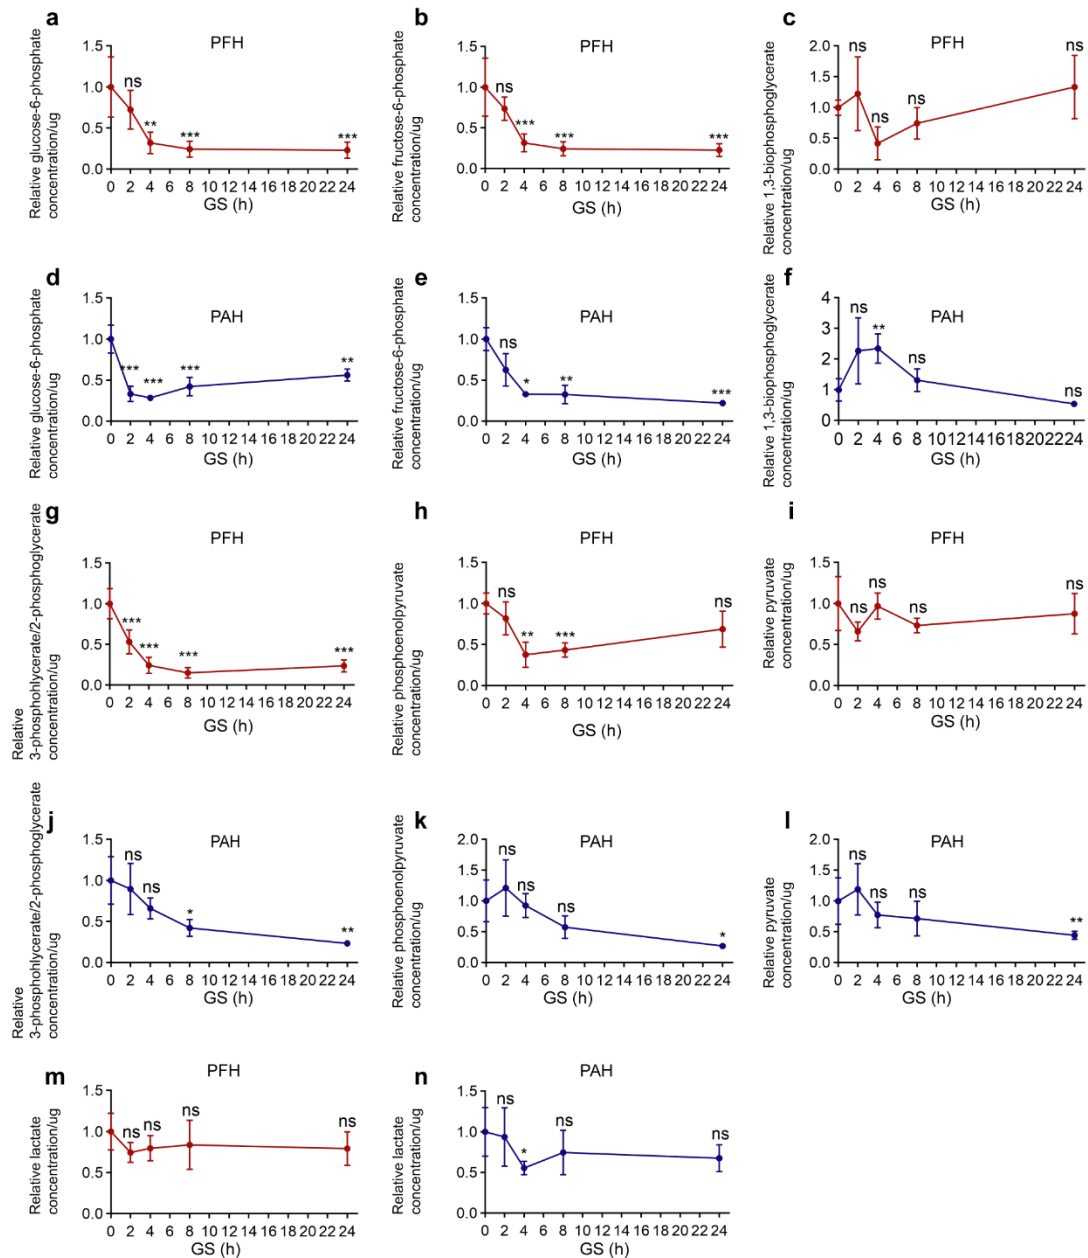 a
PFH
Relative glucose-6-phosphate
concentration/ug
1.5
1.0
0.5
0.0
ns
**
***
***
0 2 4 6 8 10 12 14 16 18 20 22 24
GS (h)
b
PFH
Relative fructose-6-phosphate
concentration/ug
1.5
1.0
0.5
0.0
ns
***
***
***
0 2 4 6 8 10 12 14 16 18 20 22 24
GS (h)
c
PFH
Relative 1,3-biophosphoglycerate
concentration/ug
2.0
1.5
1.0
0.5
0.0
ns
ns
ns
ns
0 2 4 6 8 10 12 14 16 18 20 22 24
GS (h)
d
PAH
Relative glucose-6-phosphate
concentration/ug
1.5
1.0
0.5
0.0
***
***
***
**
0 2 4 6 8 10 12 14 16 18 20 22 24
GS (h)
e
PAH
Relative fructose-6-phosphate
concentration/ug
1.5
1.0
0.5
0.0
ns
*
**
***
0 2 4 6 8 10 12 14 16 18 20 22 24
GS (h)
f
PAH
Relative 1,3-biophosphoglycerate
concentration/ug
4
3
2
1
0
ns
**
ns
ns
0 2 4 6 8 10 12 14 16 18 20 22 24
GS (h)
g
PFH
Relative
3-phosphohlycerate/2-phosphoglycerate
concentration/ug
1.5
1.0
0.5
0.0
***
***
***
***
0 2 4 6 8 10 12 14 16 18 20 22 24
GS (h)
h
PFH
Relative phosphoenolpyruvate
concentration/ug
1.5
1.0
0.5
0.0
ns
**
***
ns
0 2 4 6 8 10 12 14 16 18 20 22 24
GS (h)
i
PFH
Relative pyruvate
concentration/ug
1.5
1.0
0.5
0.0
ns
ns
ns
ns
0 2 4 6 8 10 12 14 16 18 20 22 24
GS (h)
j
PAH
Relative
3-phosphohlycerate/2-phosphoglycerate
concentration/ug
1.5
1.0
0.5
0.0
ns
ns
*
**
0 2 4 6 8 10 12 14 16 18 20 22 24
GS (h)
k
PAH
Relative phosphoenolpyruvate
concentration/ug
2.0
1.5
1.0
0.5
0.0
ns
ns
ns
*
0 2 4 6 8 10 12 14 16 18 20 22 24
GS (h)
l
PAH
Relative pyruvate
concentration/ug
2.0
1.5
1.0
0.5
0.0
ns
ns
ns
**
0 2 4 6 8 10 12 14 16 18 20 22 24
GS (h)
m
PFH
Relative lactate
concentration/ug
1.5
1.0
0.5
0.0
ns
ns
ns
ns
0 2 4 6 8 10 12 14 16 18 20 22 24
GS (h)
n
PAH
Relative lactate
concentration/ug
1.5
1.0
0.5
0.0
ns
*
ns
ns
0 2 4 6 8 10 12 14 16 18 20 22 24
GS (h)